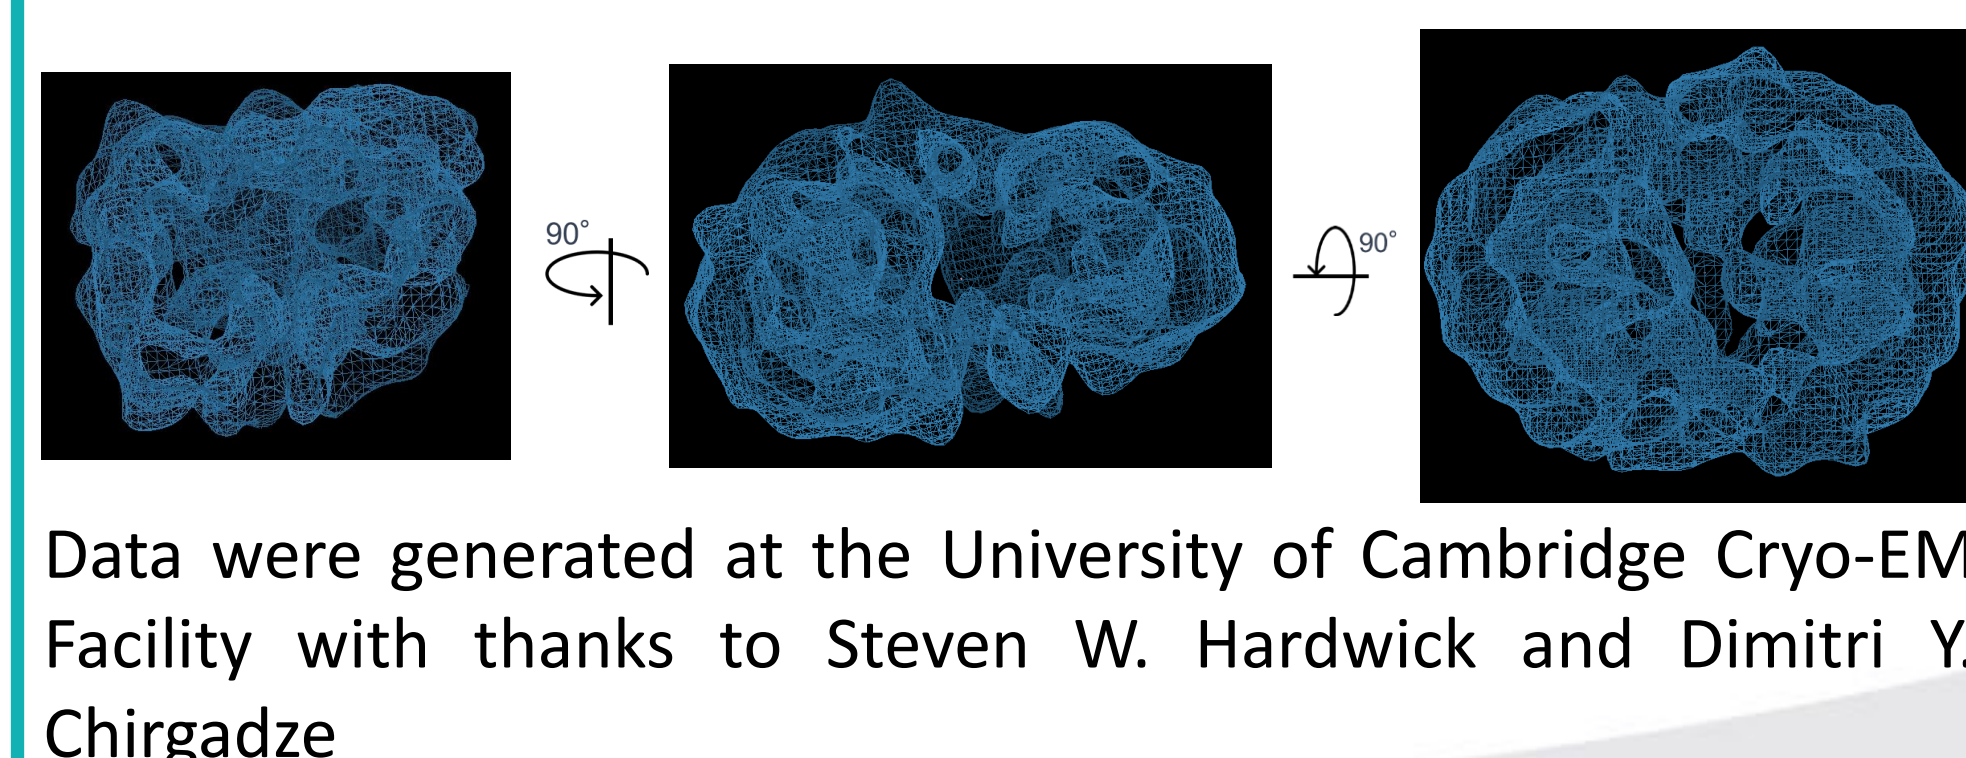 90°
90°
Data were generated at the University of Cambridge Cryo-EM
Facility with thanks to Steven W. Hardwick and Dimitri Y.
Chirgadze